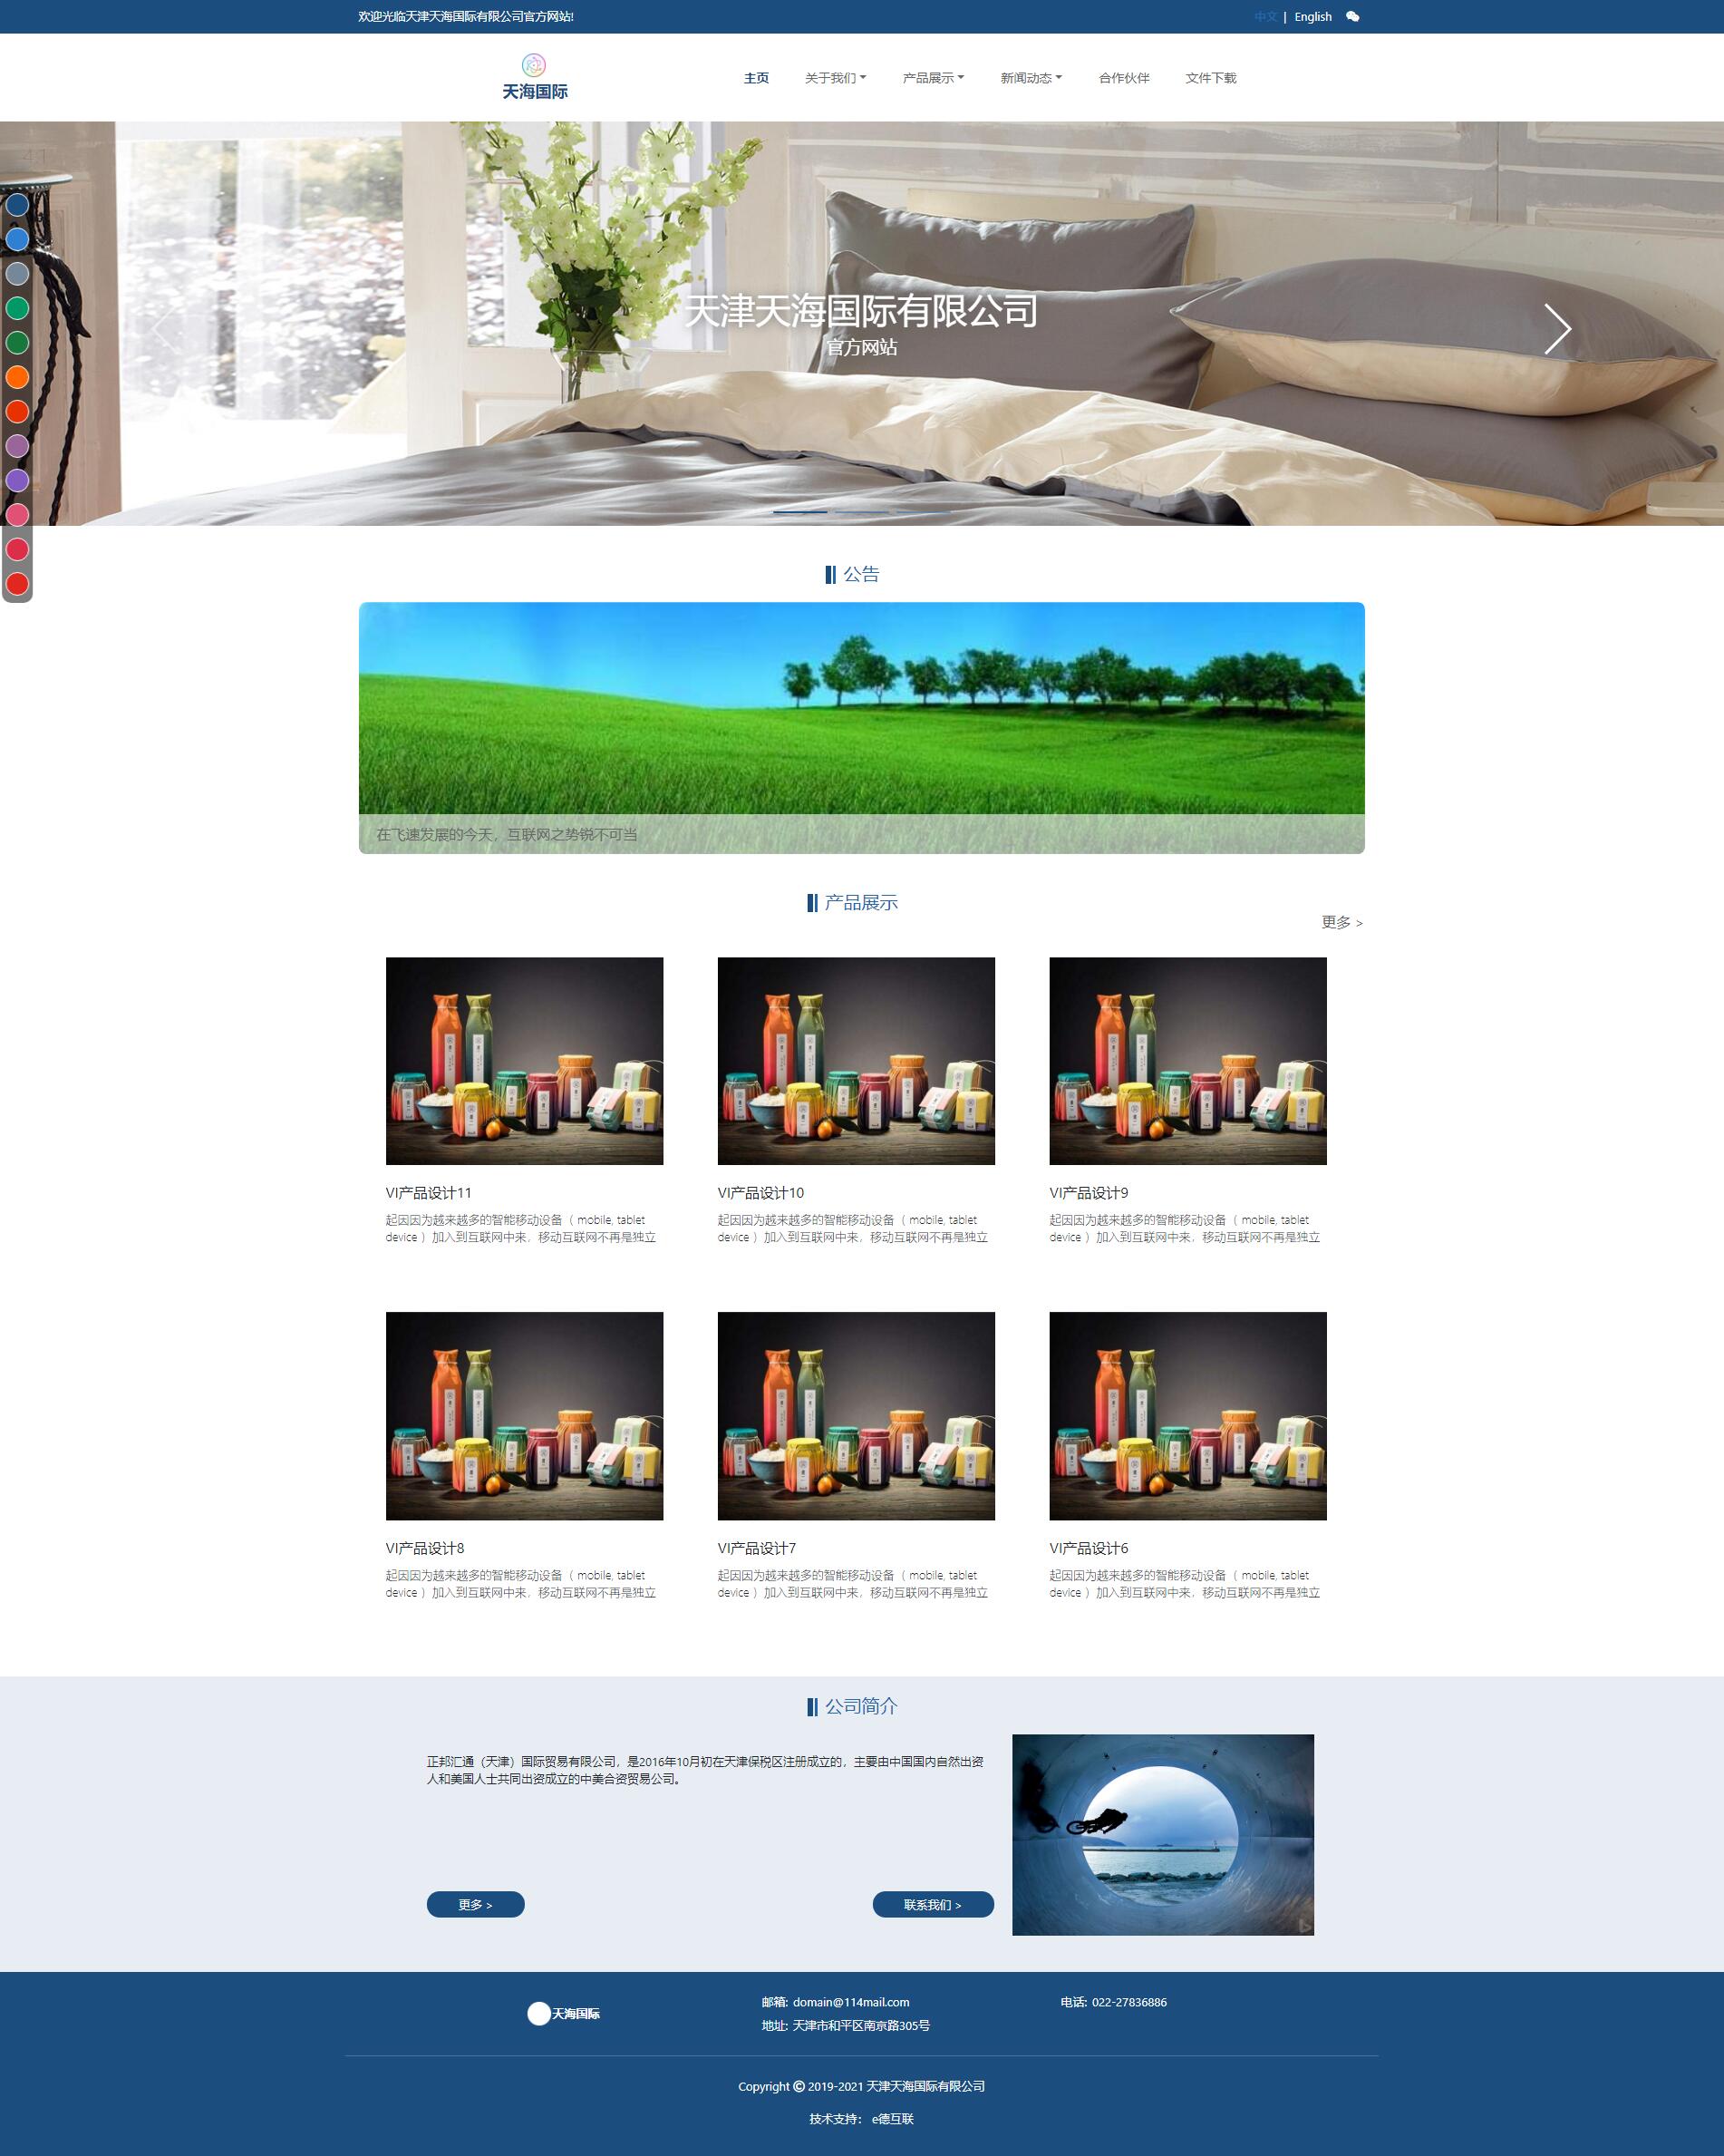 欢迎光临天津天海国际有限公司官方网站!
中文 | English
天海国际
主页 关于我们 产品展示 新闻动态 合作伙伴 文件下载
天津天海国际有限公司
官方网站
公告
在飞速发展的今天，互联网之势锐不可当
产品展示
更多 >
VI产品设计11
起因因为越来越多的智能移动设备（ mobile, tablet
device ）加入到互联网中来，移动互联网不再是独立
VI产品设计10
起因因为越来越多的智能移动设备（ mobile, tablet
device ）加入到互联网中来，移动互联网不再是独立
VI产品设计9
起因因为越来越多的智能移动设备（ mobile, tablet
device ）加入到互联网中来，移动互联网不再是独立
VI产品设计8
起因因为越来越多的智能移动设备（ mobile, tablet
device ）加入到互联网中来，移动互联网不再是独立
VI产品设计7
起因因为越来越多的智能移动设备（ mobile, tablet
device ）加入到互联网中来，移动互联网不再是独立
VI产品设计6
起因因为越来越多的智能移动设备（ mobile, tablet
device ）加入到互联网中来，移动互联网不再是独立
公司简介
正邦汇通（天津）国际贸易有限公司，是2016年10月初在天津保税区注册成立的，主要由中国国内自然出资
人和美国人士共同出资成立的中美合资贸易公司。
更多 >
联系我们 >
天海国际
邮箱: domain@114mail.com
电话: 022-27836886
地址: 天津市和平区南京路305号
Copyright © 2019-2021 天津天海国际有限公司
技术支持： e德互联